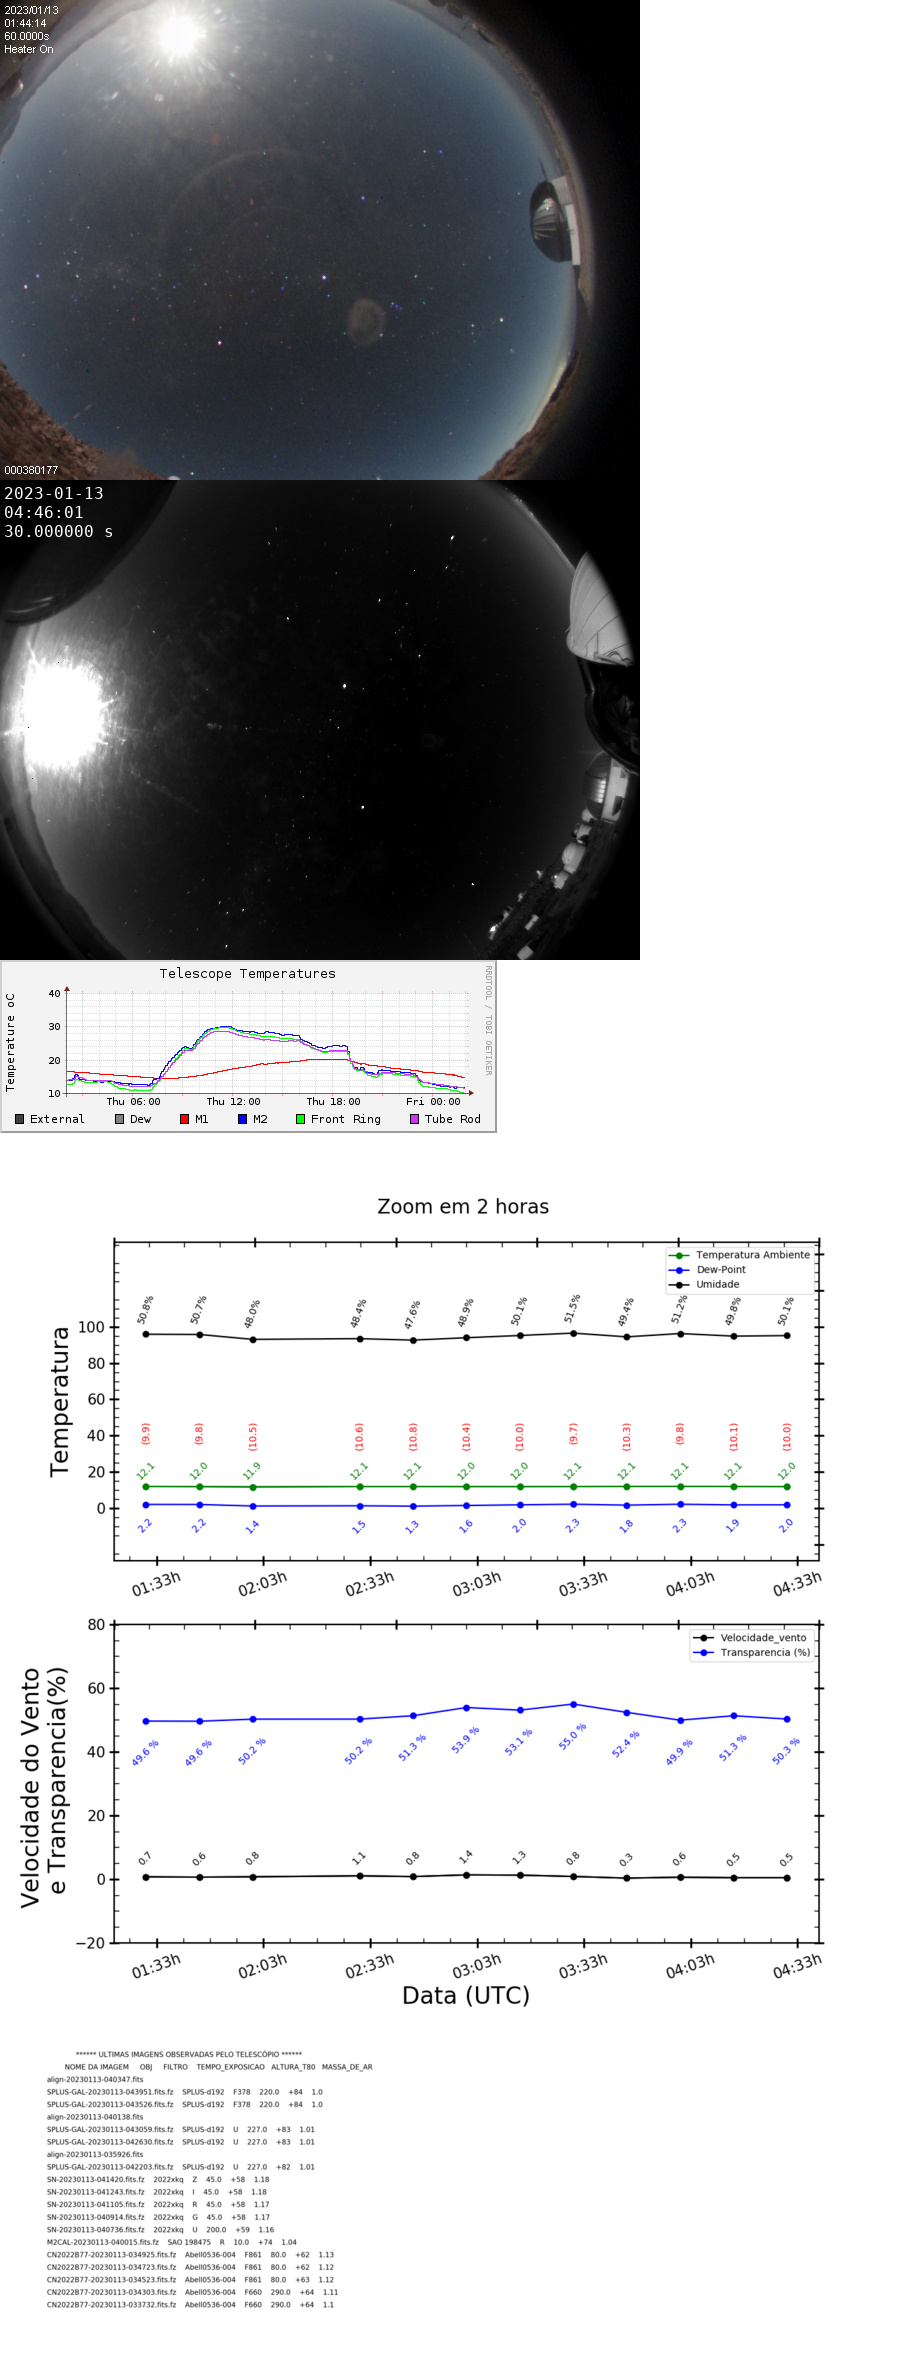 2023/01/13
01:44:14
60.0000s
Heater On
000380177
2023-01-13
04:46:01
30.000000 s
Telescope Temperatures
Temperature oC
RRDTOOL / TOBI OETIKER
40
30
20
10
Thu 06:00 Thu 12:00 Thu 18:00 Fri 00:00
External Dew M1 M2 Front Ring Tube Rod
Zoom em 2 horas
Temperatura Ambiente
Dew-Point
Umidade
Temperatura
100
80
60
40
20
0
50.8% 50.7% 48.0% 48.4% 47.6% 48.9% 50.1% 51.5% 49.4% 51.2% 49.8% 50.1%
(9.9) (9.8) (10.5) (10.6) (10.8) (10.4) (10.0) (9.7) (10.3) (9.8) (10.1) (10.0)
12.1 12.0 11.9 12.1 12.1 12.0 12.0 12.1 12.1 12.1 12.1 12.0
2.2 2.2 1.4 1.5 1.3 1.6 2.0 2.3 1.8 2.3 1.9 2.0
01:33h 02:03h 02:33h 03:03h 03:33h 04:03h 04:33h
Velocidade_vento
Transparencia (%)
Velocidade do Vento
e Transparencia(%)
80
60
40
20
0
−20
49.6 % 49.6 % 50.2 % 50.2 % 51.3 % 53.9 % 53.1 % 55.0 % 52.4 % 49.9 % 51.3 % 50.3 %
0.7 0.6 0.8 1.1 0.8 1.4 1.3 0.8 0.3 0.6 0.5 0.5
01:33h 02:03h 02:33h 03:03h 03:33h 04:03h 04:33h
Data (UTC)
****** ULTIMAS IMAGENS OBSERVADAS PELO TELESCÓPIO ******
NOME DA IMAGEM OBJ FILTRO TEMPO_EXPOSICAO ALTURA_T80 MASSA_DE_AR
align-20230113-040347.fits
SPLUS-GAL-20230113-043951.fits.fz SPLUS-d192 F378 220.0 +84 1.0
SPLUS-GAL-20230113-043526.fits.fz SPLUS-d192 F378 220.0 +84 1.0
align-20230113-040138.fits
SPLUS-GAL-20230113-043059.fits.fz SPLUS-d192 U 227.0 +83 1.01
SPLUS-GAL-20230113-042630.fits.fz SPLUS-d192 U 227.0 +83 1.01
align-20230113-035926.fits
SPLUS-GAL-20230113-042203.fits.fz SPLUS-d192 U 227.0 +82 1.01
SN-20230113-041420.fits.fz 2022xkq Z 45.0 +58 1.18
SN-20230113-041243.fits.fz 2022xkq I 45.0 +58 1.18
SN-20230113-041105.fits.fz 2022xkq R 45.0 +58 1.17
SN-20230113-040914.fits.fz 2022xkq G 45.0 +58 1.17
SN-20230113-040736.fits.fz 2022xkq U 200.0 +59 1.16
M2CAL-20230113-040015.fits.fz SAO 198475 R 10.0 +74 1.04
CN2022B77-20230113-034925.fits.fz Abell0536-004 F861 80.0 +62 1.13
CN2022B77-20230113-034723.fits.fz Abell0536-004 F861 80.0 +62 1.12
CN2022B77-20230113-034523.fits.fz Abell0536-004 F861 80.0 +63 1.12
CN2022B77-20230113-034303.fits.fz Abell0536-004 F660 290.0 +64 1.11
CN2022B77-20230113-033732.fits.fz Abell0536-004 F660 290.0 +64 1.1